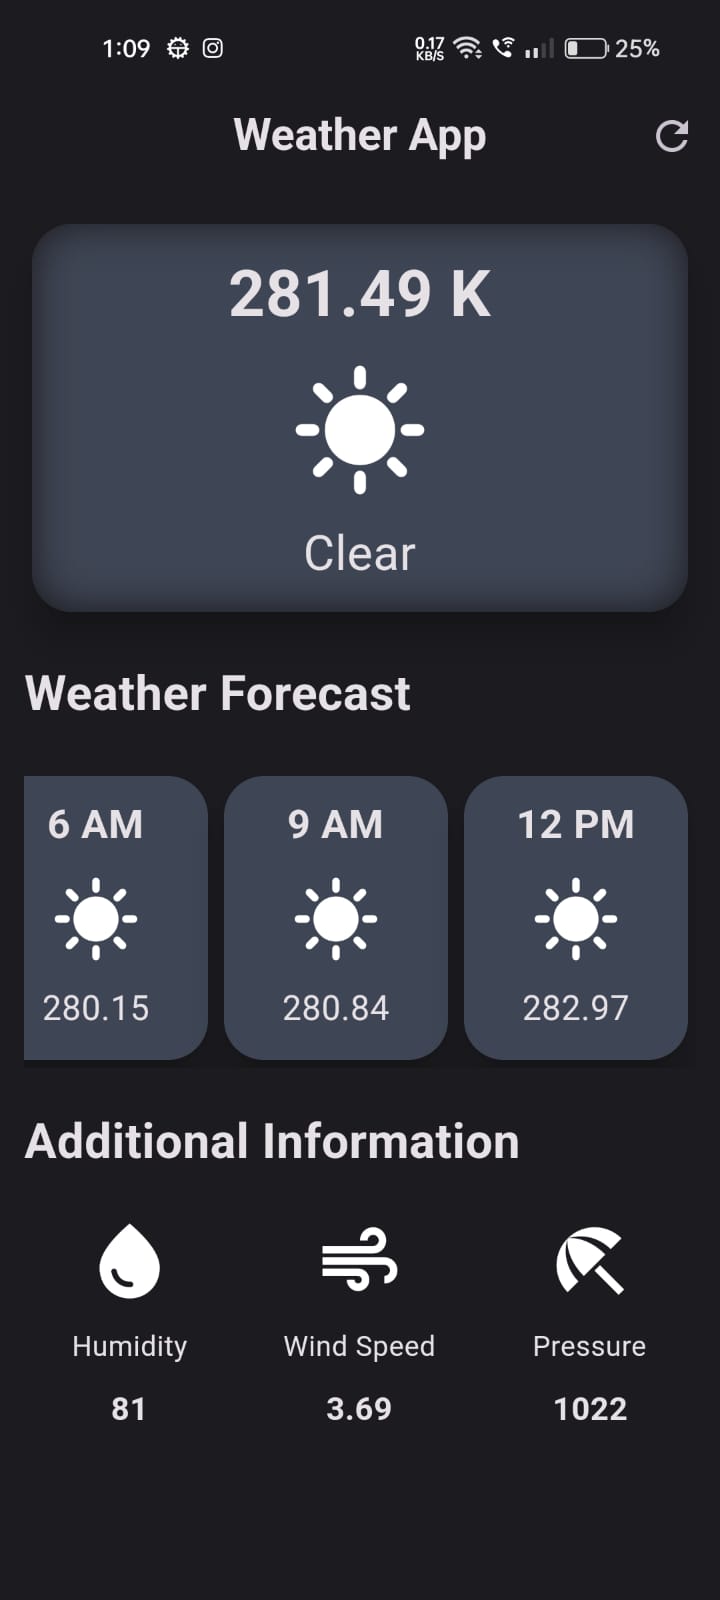 1:09 0.17 KB/S 25%
Weather App
281.49 K
Clear
Weather Forecast
6 AM 9 AM 12 PM
280.15 280.84 282.97
Additional Information
Humidity Wind Speed Pressure
81 3.69 1022